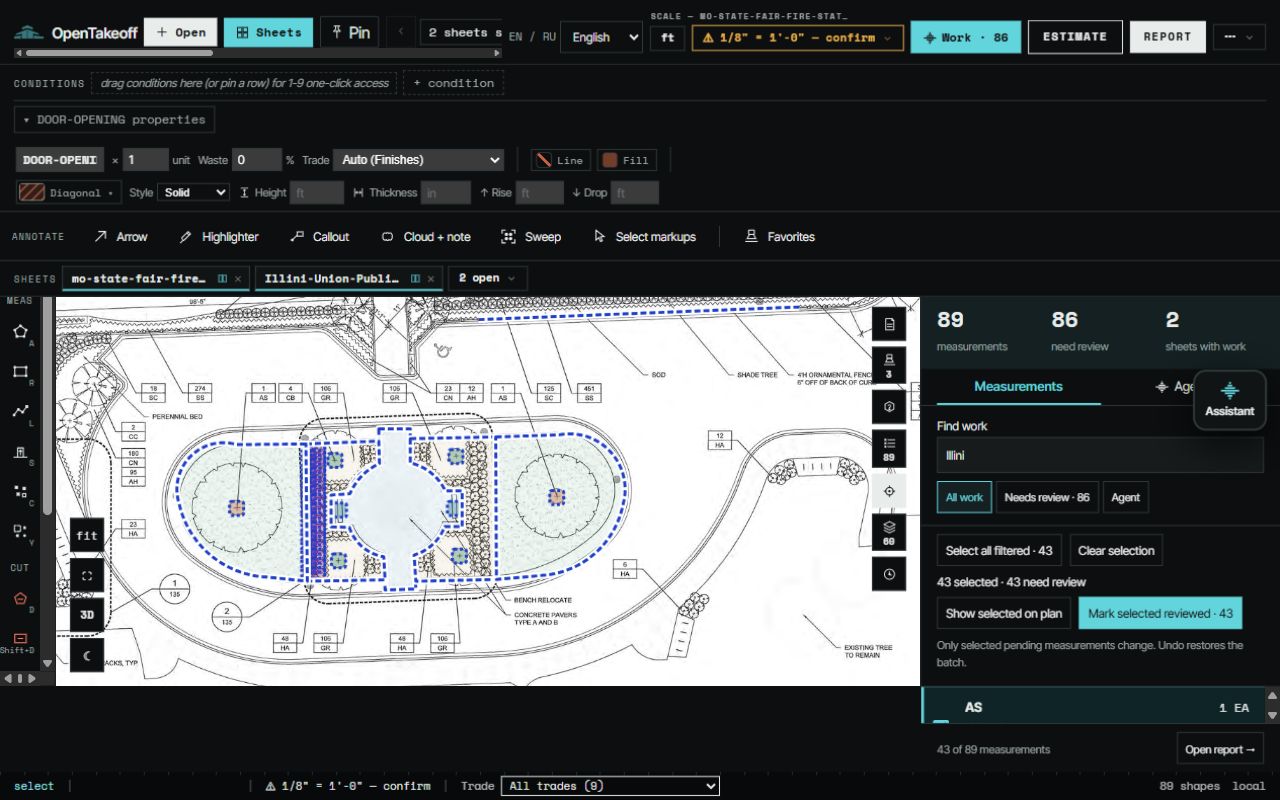 OpenTakeoff
+ Open
Sheets
Pin
2 sheets s
EN / RU
English
SCALE — MO-STATE-FAIR-FIRE-STAT…
ft
⚠ 1/8" = 1'-0" — confirm
Work · 86
ESTIMATE
REPORT
CONDITIONS
drag conditions here (or pin a row) for 1-9 one-click access
+ condition
▾ DOOR-OPENING properties
DOOR-OPENI
× 1 unit
Waste 0 %
Trade Auto (Finishes)
Line
Fill
Diagonal
Style Solid
Height ft
Thickness in
↑ Rise ft
↓ Drop ft
ANNOTATE
Arrow
Highlighter
Callout
Cloud + note
Sweep
Select markups
Favorites
SHEETS
mo-state-fair-fire… ×
Illini-Union-Publi… ×
2 open
MEAS
A
R
L
S
C
Y
CUT
D
Shift+D
fit
3D
98'-6"
18 SC
274 SS
1 AS
4 CB
106 GR
106 GR
23 CN
12 AH
1 AS
125 SC
451 SS
SOD
SHADE TREE
4'H ORNAMENTAL FENC
6" OFF OF BACK OF CUR
PERENNIAL BED
2 CC
180 CN
95 AH
23 HA
12 HA
6 HA
1 135
2 135
BENCH RELOCATE
CONCRETE PAVERS
TYPE A AND B
48 HA
106 GR
48 HA
106 GR
EXISTING TREE
TO REMAIN
ACKS, TYP
3
89
60
89 measurements
86 need review
2 sheets with work
Measurements
Age
Assistant
Find work
Illini
All work
Needs review · 86
Agent
Select all filtered · 43
Clear selection
43 selected · 43 need review
Show selected on plan
Mark selected reviewed · 43
Only selected pending measurements change. Undo restores the
batch.
AS 1 EA
43 of 89 measurements
Open report →
select
⚠ 1/8" = 1'-0" — confirm
Trade All trades (9)
89 shapes
local